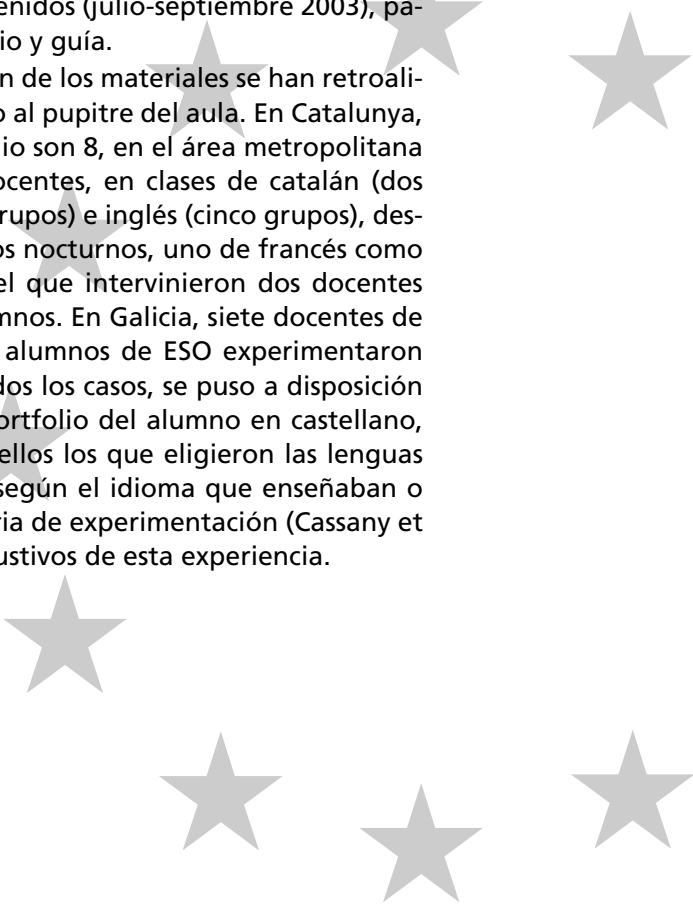 enidos (julio-septiembre 2003), pa-
io y guía.
n de los materiales se han retroali-
o al pupitre del aula. En Catalunya,
io son 8, en el área metropolitana
ocentes, en clases de catalán (dos
rupos) e inglés (cinco grupos), des-
os nocturnos, uno de francés como
el que intervinieron dos docentes
mnos. En Galicia, siete docentes de
alumnos de ESO experimentaron
dos los casos, se puso a disposición
ortfolio del alumno en castellano,
ellos los que eligieron las lenguas
según el idioma que enseñaban o
ria de experimentación (Cassany et
ustivos de esta experiencia.